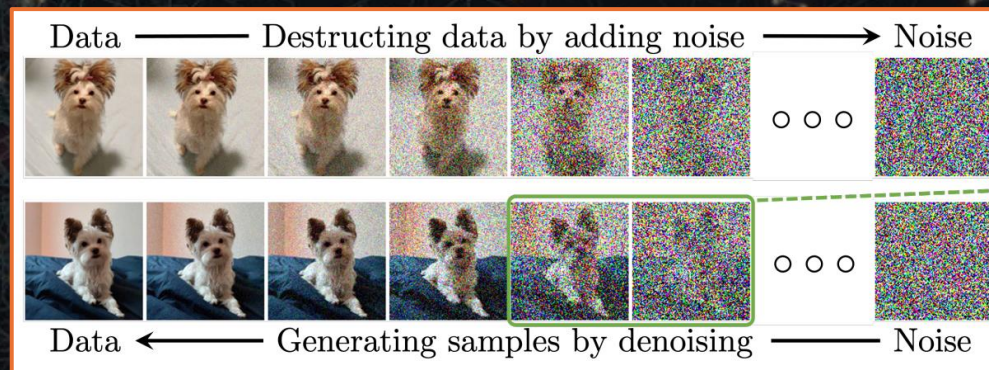 Data Destructing data by adding noise Noise
Data Generating samples by denoising Noise